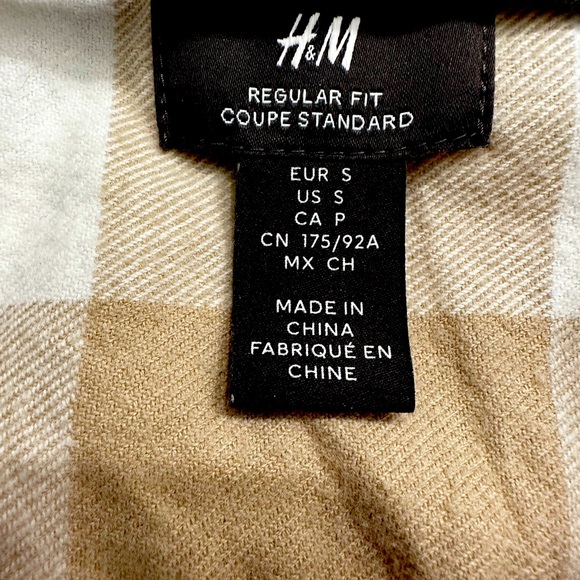 H&M
REGULAR FIT
COUPE STANDARD
EUR S
US S
CA P
CN 175/92A
MX CH
MADE IN
CHINA
FABRIQUÉ EN
CHINE